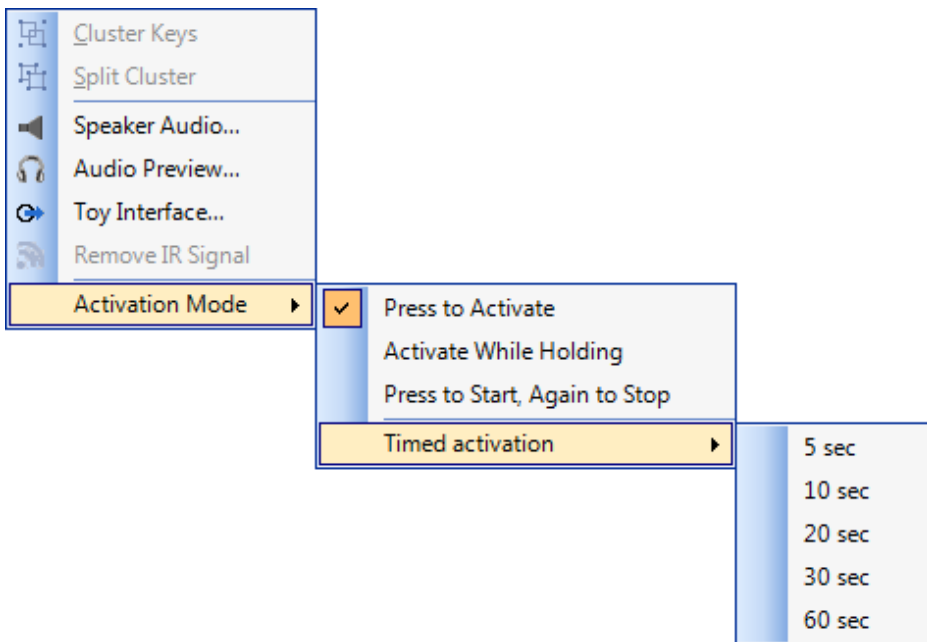 Cluster Keys
Split Cluster
Speaker Audio...
Audio Preview...
Toy Interface...
Remove IR Signal
Activation Mode
Press to Activate
Activate While Holding
Press to Start, Again to Stop
Timed activation
5 sec
10 sec
20 sec
30 sec
60 sec